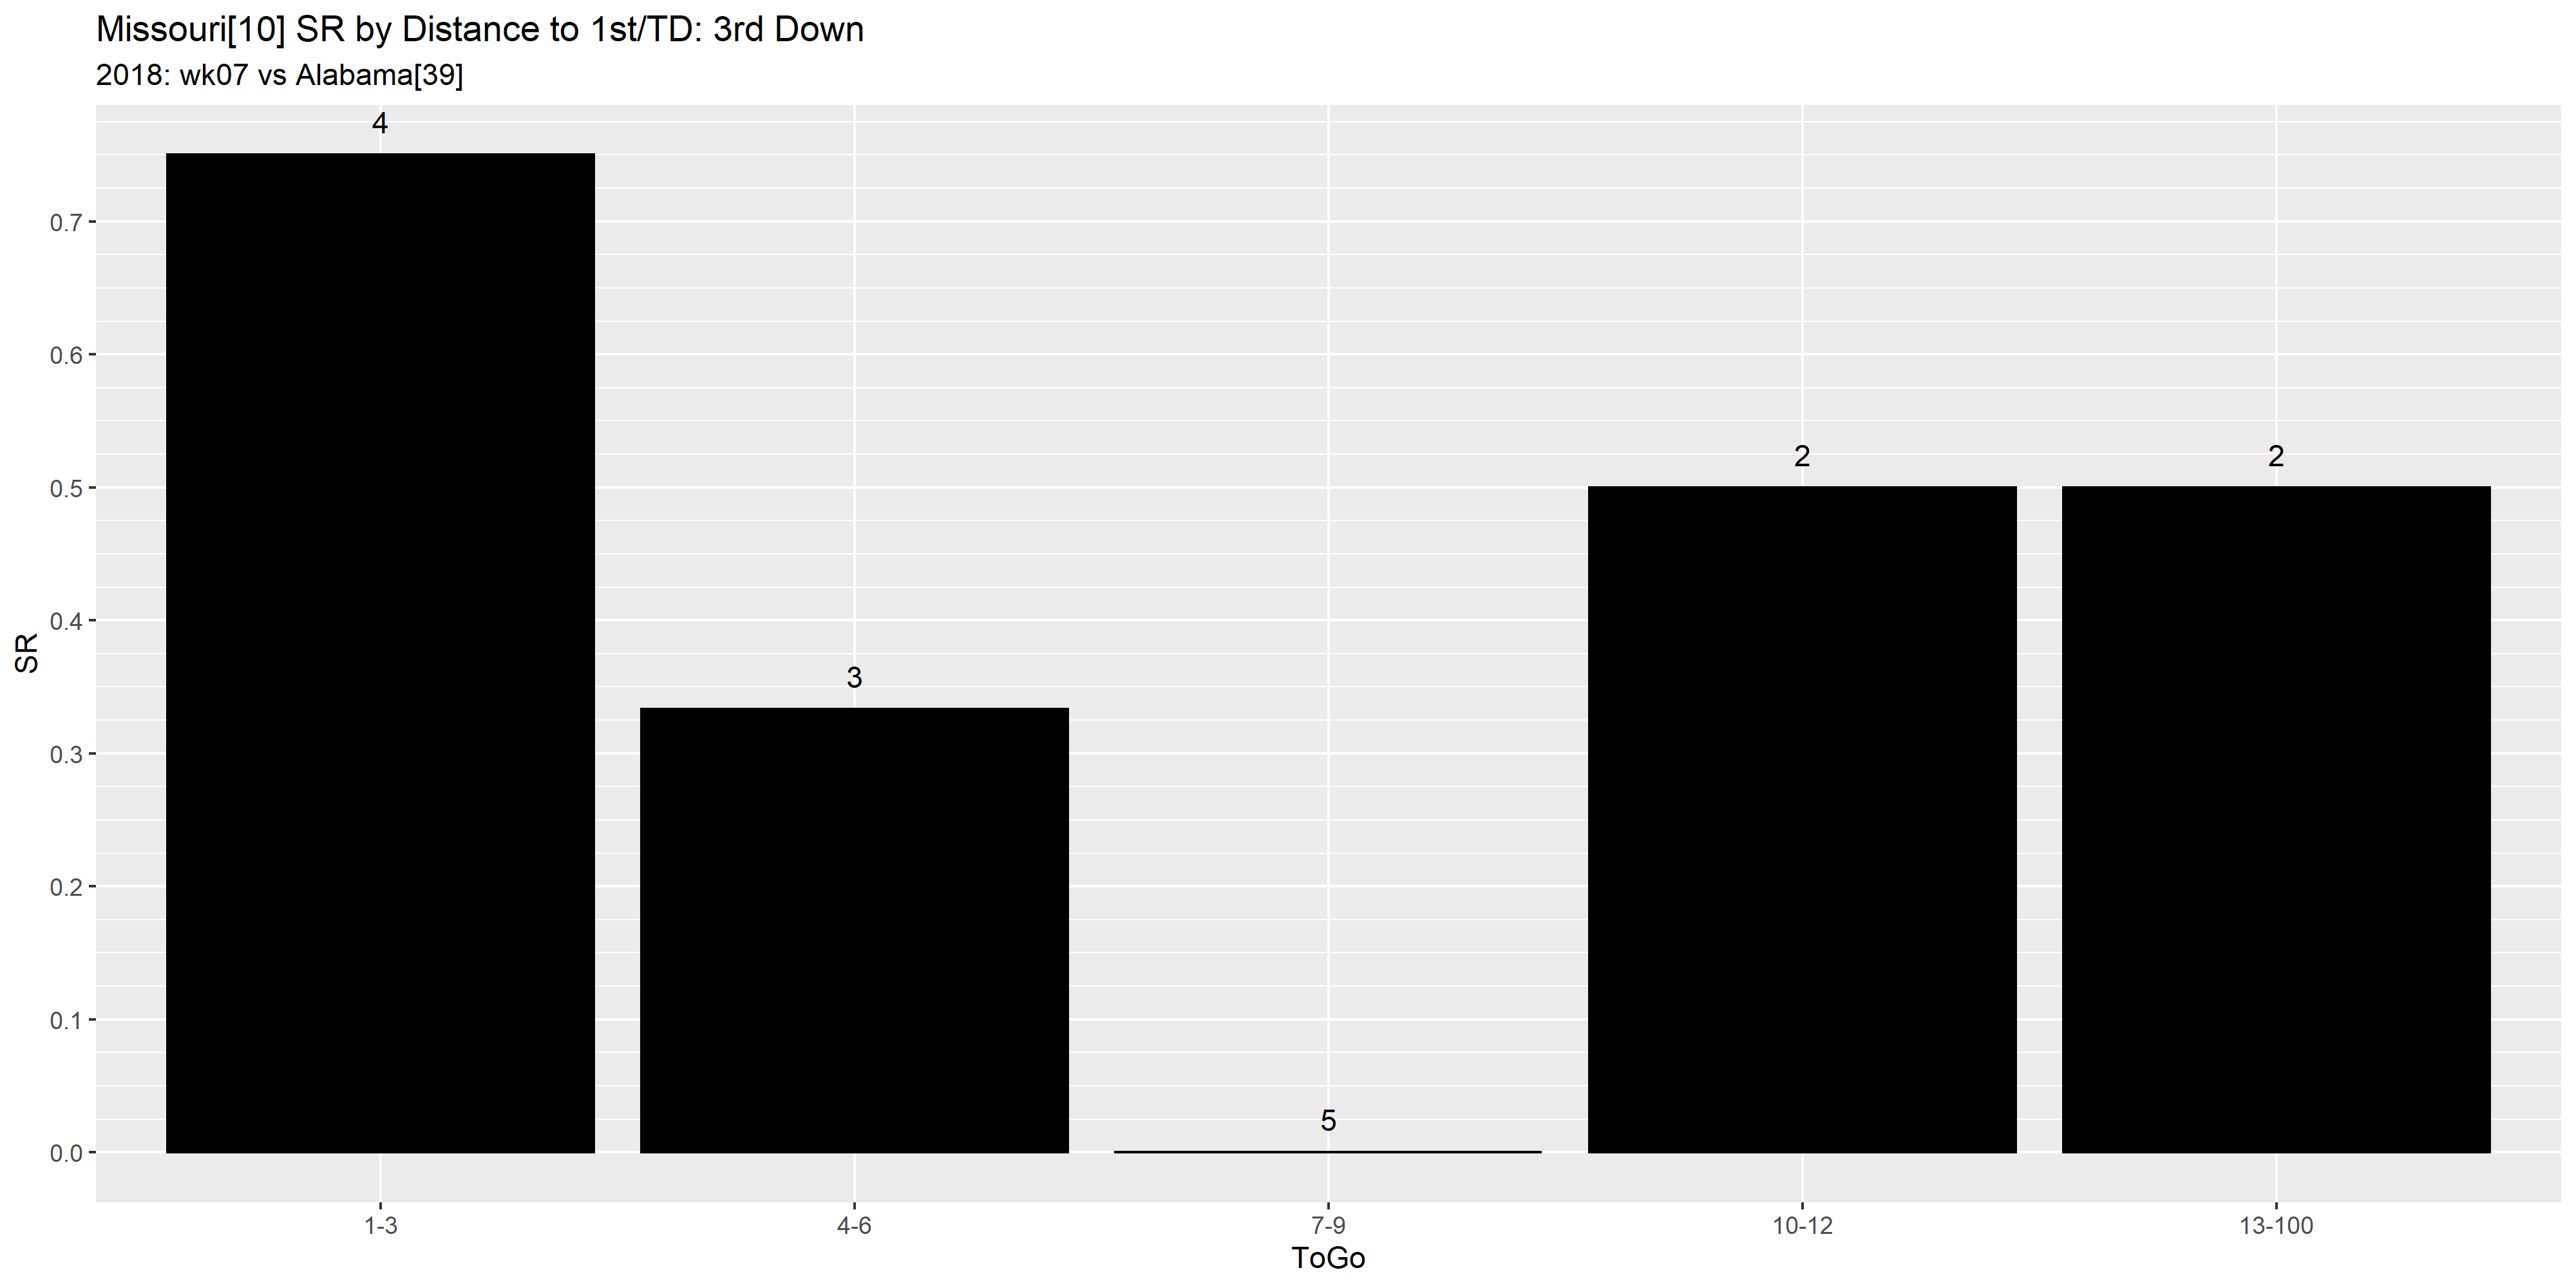 Missouri[10] SR by Distance to 1st/TD: 3rd Down
2018: wk07 vs Alabama[39]
4
0.7
0.6
2 2
0.5
0.4
SR
3
0.3
0.2
0.1
5
0.0
1-3 4-6 7-9 10-12 13-100
ToGo